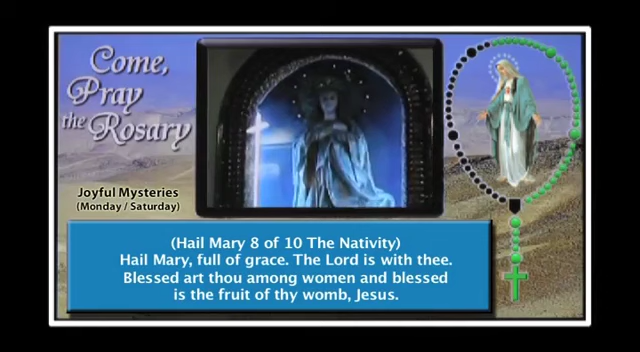 Come,
Pray
the Rosary
Joyful Mysteries
(Monday / Saturday)
(Hail Mary 8 of 10 The Nativity)
Hail Mary, full of grace. The Lord is with thee.
Blessed art thou among women and blessed
is the fruit of thy womb, Jesus.